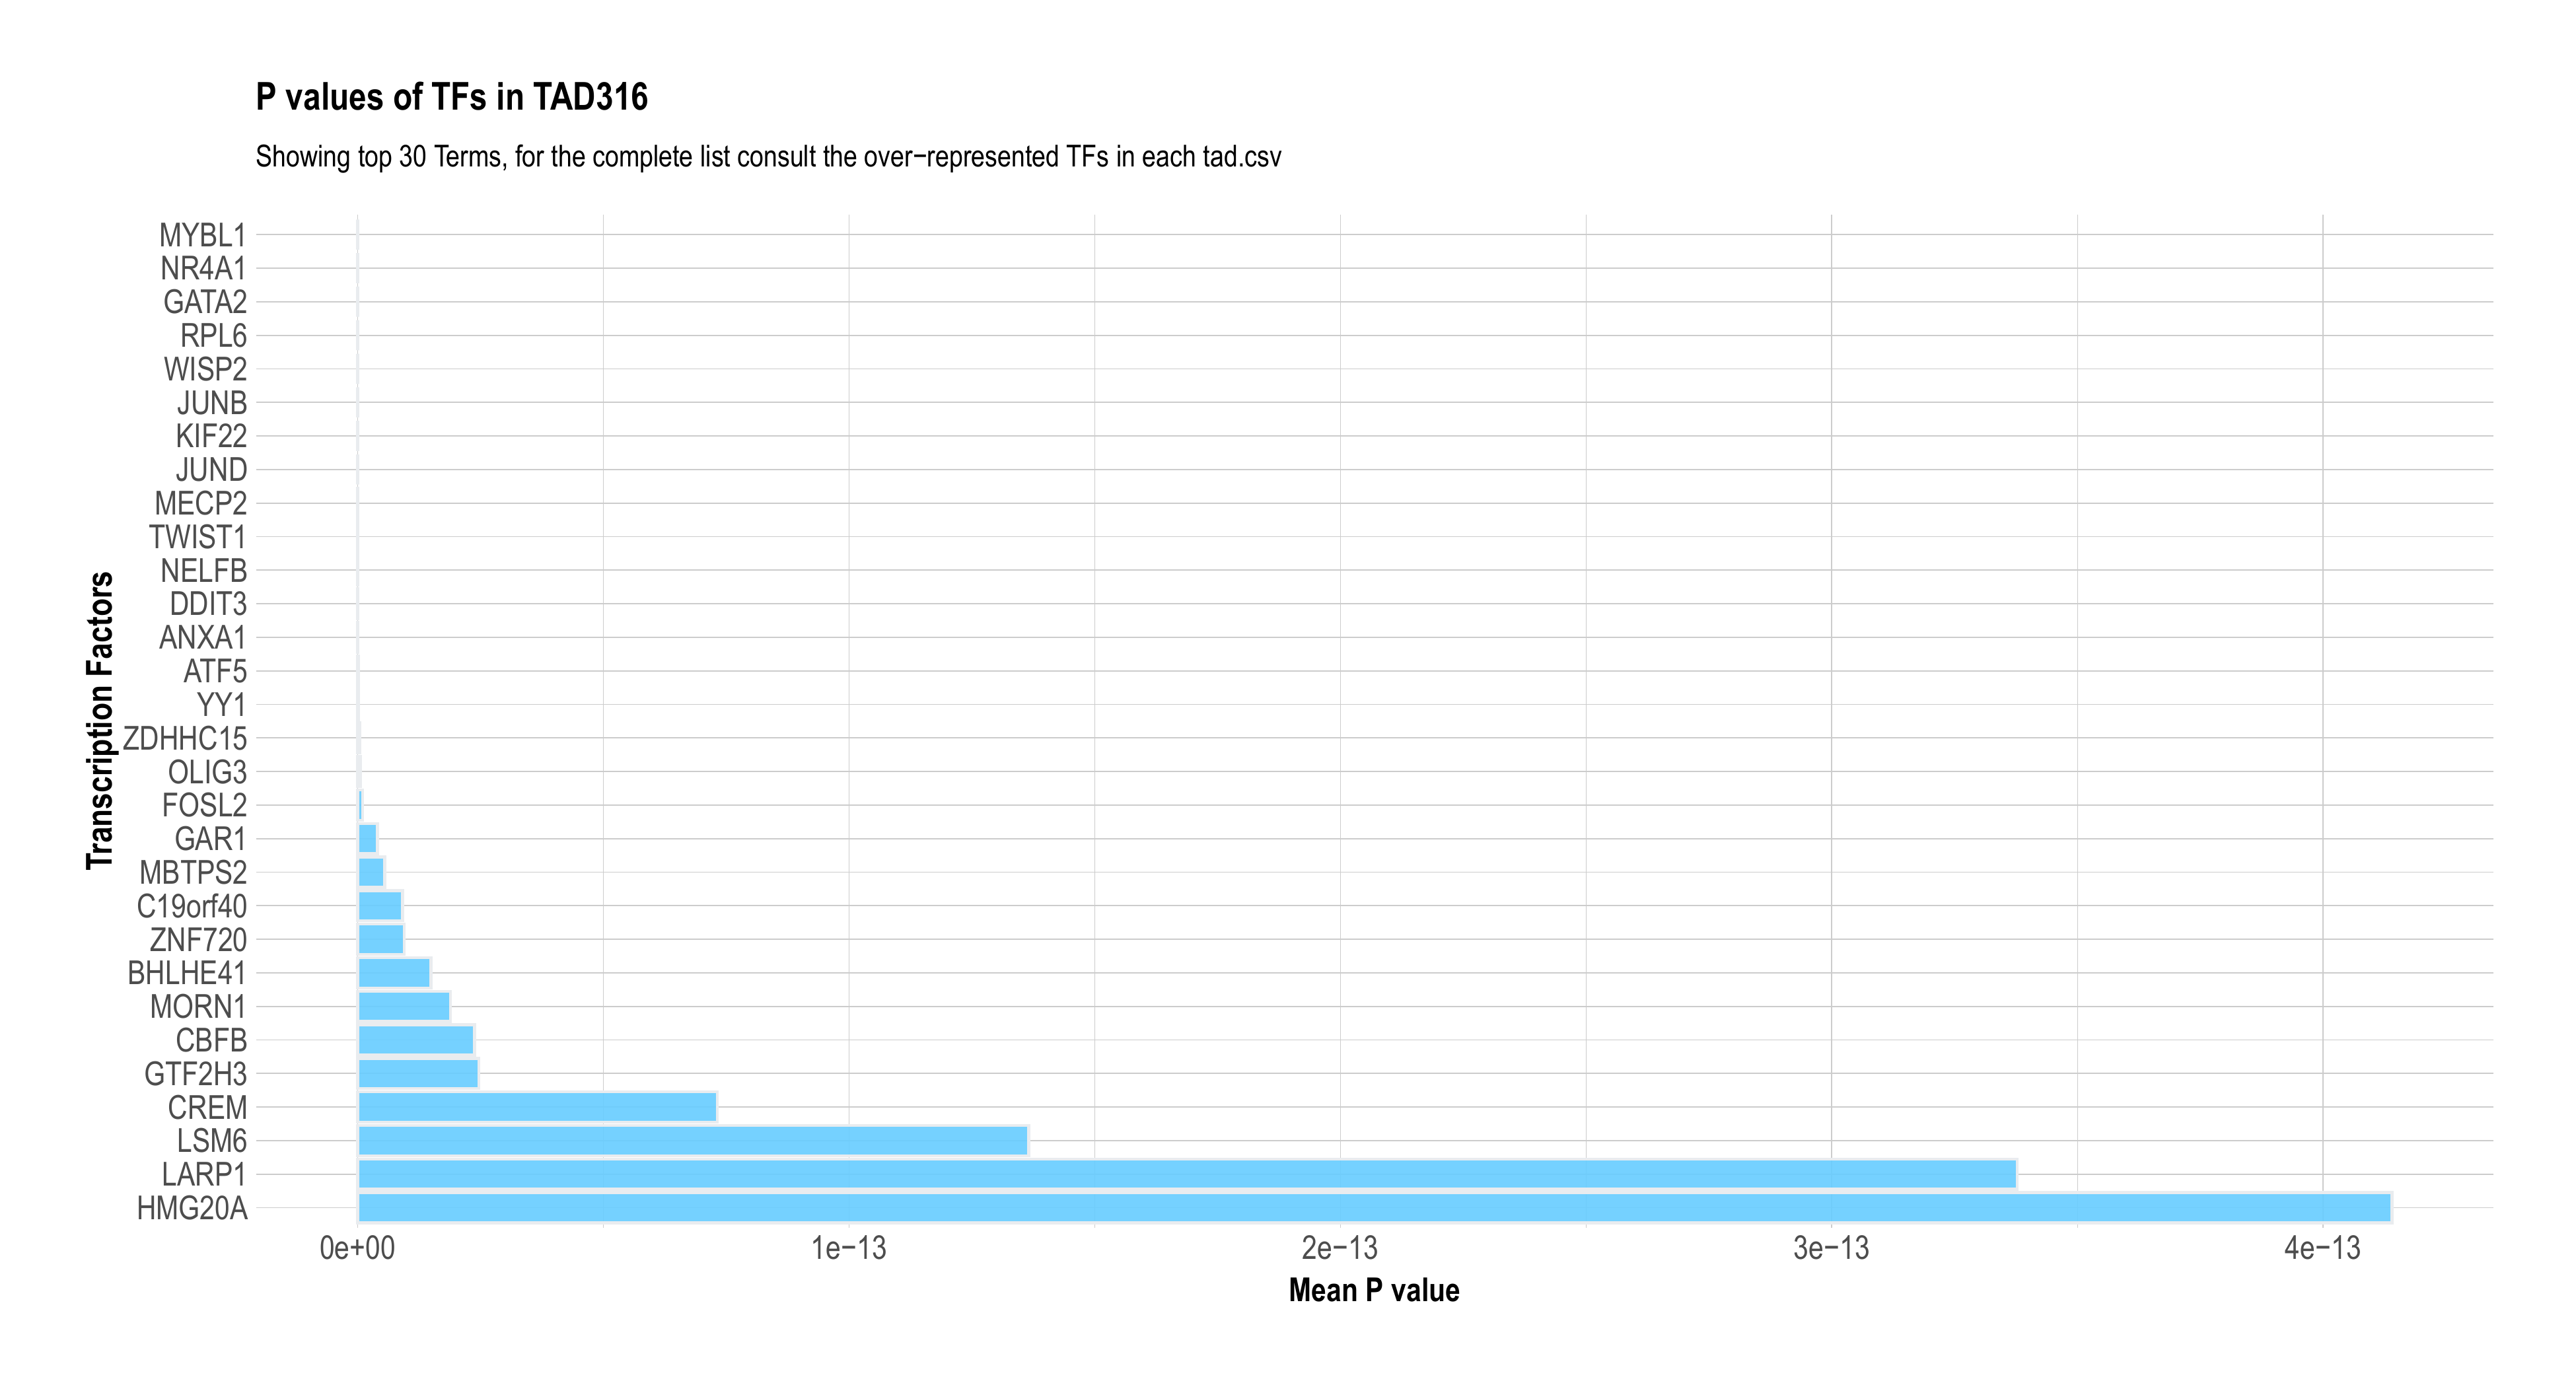 P values of TFs in TAD316
Showing top 30 Terms, for the complete list consult the over−represented TFs in each tad.csv
Transcription Factors
MYBL1
NR4A1
GATA2
RPL6
WISP2
JUNB
KIF22
JUND
MECP2
TWIST1
NELFB
DDIT3
ANXA1
ATF5
YY1
ZDHHC15
OLIG3
FOSL2
GAR1
MBTPS2
C19orf40
ZNF720
BHLHE41
MORN1
CBFB
GTF2H3
CREM
LSM6
LARP1
HMG20A
0e+00 1e−13 2e−13 3e−13 4e−13
Mean P value